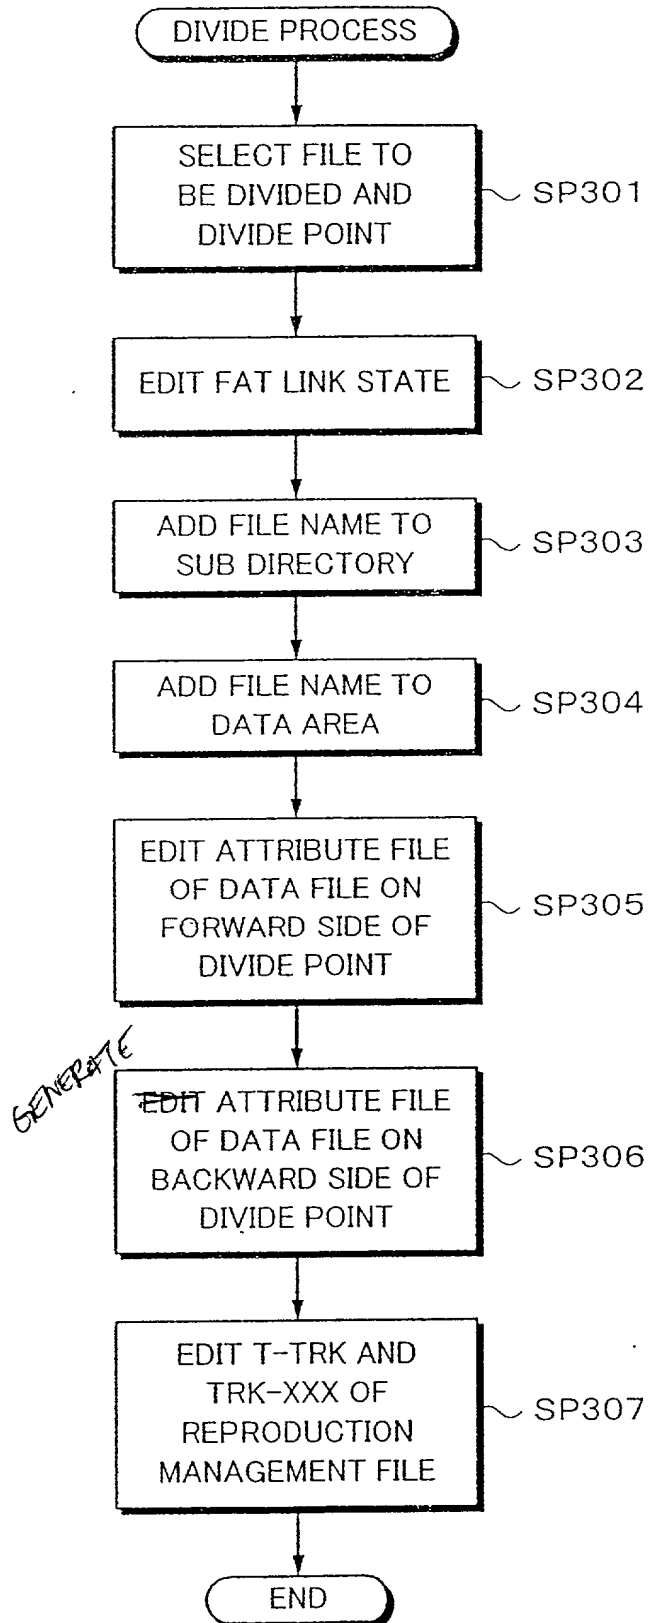 DIVIDE PROCESS
SELECT FILE TO
BE DIVIDED AND
DIVIDE POINT
SP301
EDIT FAT LINK STATE
SP302
ADD FILE NAME TO
SUB DIRECTORY
SP303
ADD FILE NAME TO
DATA AREA
SP304
EDIT ATTRIBUTE FILE
OF DATA FILE ON
FORWARD SIDE OF
DIVIDE POINT
SP305
GENERATE
EDIT ATTRIBUTE FILE
OF DATA FILE ON
BACKWARD SIDE OF
DIVIDE POINT
SP306
EDIT T-TRK AND
TRK-XXX OF
REPRODUCTION
MANAGEMENT FILE
SP307
END